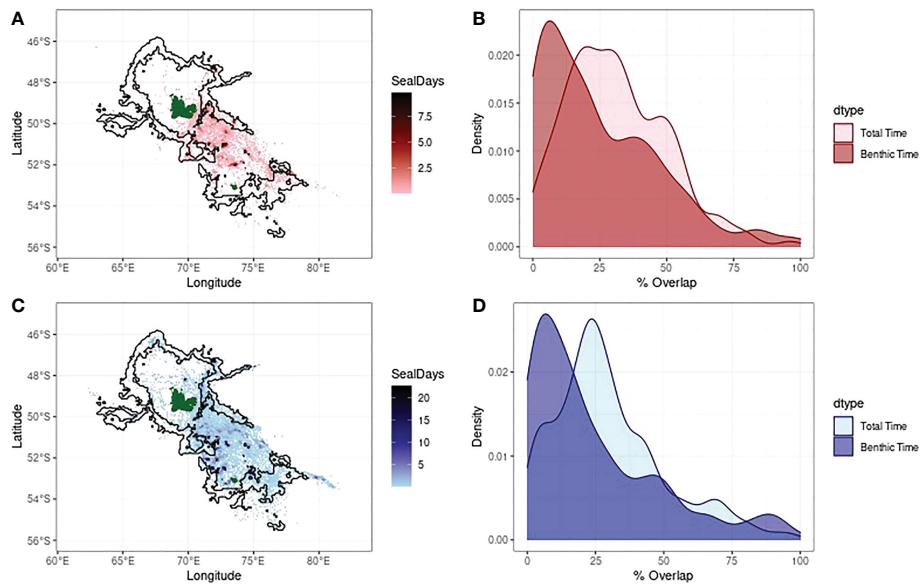 A
46°S
48°S
50°S
52°S
54°S
56°S
Latitude
60°E
65°E
70°E
75°E
80°E
Longitude
SealDays
7.5
5.0
2.5
B
0.020
0.015
0.010
0.005
0.000
Density
0
25
50
75
100
% Overlap
dtype
Total Time
Benthic Time
C
46°S
48°S
50°S
52°S
54°S
56°S
Latitude
60°E
65°E
70°E
75°E
80°E
Longitude
SealDays
20
15
10
5
D
0.02
0.01
0.00
Density
0
25
50
75
100
% Overlap
dtype
Total Time
Benthic Time